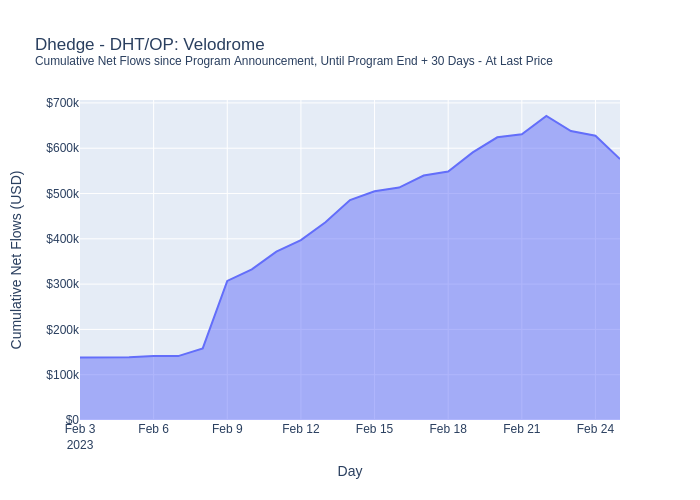 Dhedge - DHT/OP: Velodrome
Cumulative Net Flows since Program Announcement, Until Program End + 30 Days - At Last Price
Cumulative Net Flows (USD)
$700k
$600k
$500k
$400k
$300k
$200k
$100k
$0
Feb 3 Feb 6 Feb 9 Feb 12 Feb 15 Feb 18 Feb 21 Feb 24
2023
Day